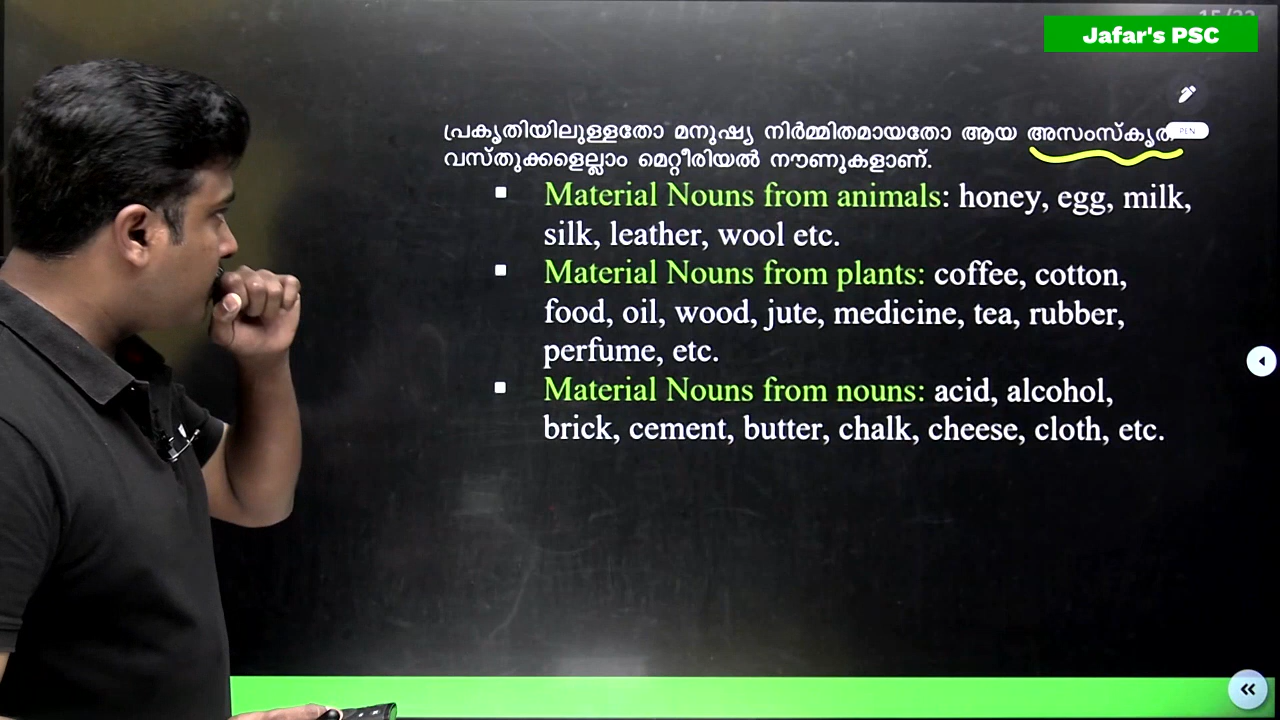 Jafar's PSC
പ്രകൃതിയിലുള്ളതോ മനുഷ്യ നിർമ്മിതമായതോ ആയ അസംസ്കൃത
PEN
വസ്തുക്കളെല്ലാം മെറ്റീരിയൽ നൗണുകളാണ്.
▪ Material Nouns from animals: honey, egg, milk,
silk, leather, wool etc.
▪ Material Nouns from plants: coffee, cotton,
food, oil, wood, jute, medicine, tea, rubber,
perfume, etc.
▪ Material Nouns from nouns: acid, alcohol,
brick, cement, butter, chalk, cheese, cloth, etc.